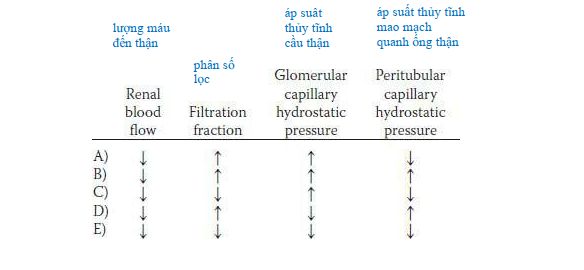 lượng máu
đến thận
phân số
lọc
áp suât
thủy tĩnh
cầu thận
áp suất thủy tĩnh
mao mạch
quanh ống thận
Renal
blood
flow
Filtration
fraction
Glomerular
capillary
hydrostatic
pressure
Peritubular
capillary
hydrostatic
pressure
A) ↓ ↑ ↑ ↓
B) ↓ ↑ ↑ ↑
C) ↓ ↓ ↑ ↓
D) ↓ ↑ ↓ ↑
E) ↓ ↓ ↓ ↓